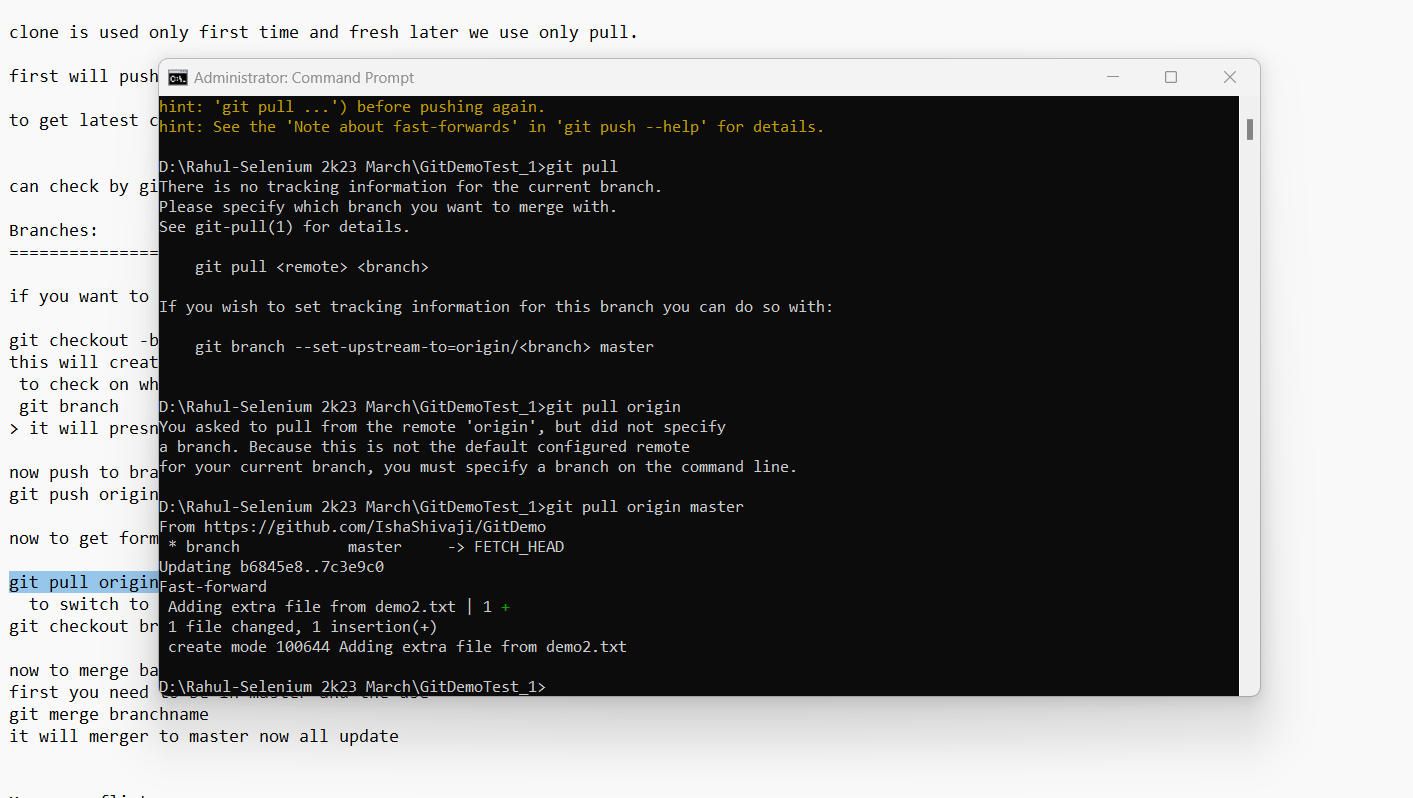 clone is used only first time and fresh later we use only pull.
first will push
to get latest c
can check by gi
Branches:
===============
if you want to
git checkout -b
this will creat
to check on wh
git branch
> it will presn
now push to bra
git push origin
now to get form
git pull origin
to switch to
git checkout br
now to merge ba
first you need to be in master and the use
git merge branchname
it will merger to master now all update
Administrator: Command Prompt
hint: 'git pull ...') before pushing again.
hint: See the 'Note about fast-forwards' in 'git push --help' for details.
D:\Rahul-Selenium 2k23 March\GitDemoTest_1>git pull
There is no tracking information for the current branch.
Please specify which branch you want to merge with.
See git-pull(1) for details.
git pull <remote> <branch>
If you wish to set tracking information for this branch you can do so with:
git branch --set-upstream-to=origin/<branch> master
D:\Rahul-Selenium 2k23 March\GitDemoTest_1>git pull origin
You asked to pull from the remote 'origin', but did not specify
a branch. Because this is not the default configured remote
for your current branch, you must specify a branch on the command line.
D:\Rahul-Selenium 2k23 March\GitDemoTest_1>git pull origin master
From https://github.com/IshaShivaji/GitDemo
* branch master -> FETCH_HEAD
Updating b6845e8..7c3e9c0
Fast-forward
Adding extra file from demo2.txt | 1 +
1 file changed, 1 insertion(+)
create mode 100644 Adding extra file from demo2.txt
D:\Rahul-Selenium 2k23 March\GitDemoTest_1>